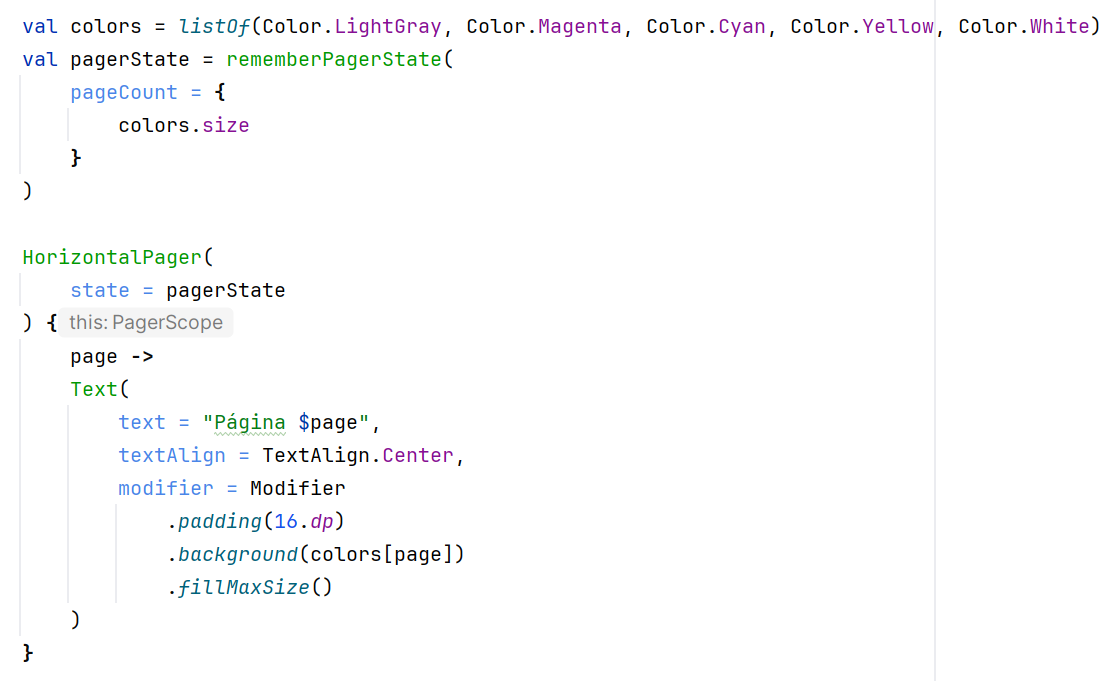 val colors = listOf(Color.LightGray, Color.Magenta, Color.Cyan, Color.Yellow, Color.White)
val pagerState = rememberPagerState(
    pageCount = {
        colors.size
    }
)

HorizontalPager(
    state = pagerState
) { this: PagerScope
    page ->
    Text(
        text = "Página $page",
        textAlign = TextAlign.Center,
        modifier = Modifier
            .padding(16.dp)
            .background(colors[page])
            .fillMaxSize()
    )
}